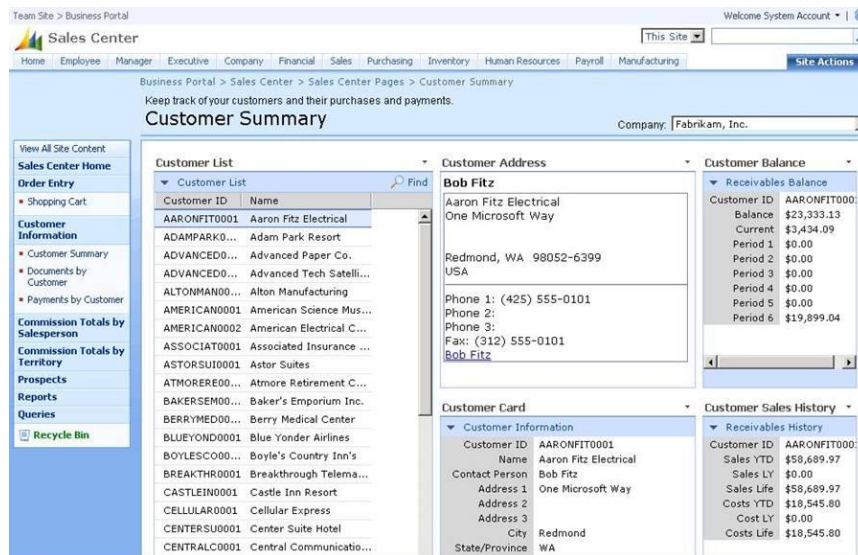 Team Site > Business Portal
Welcome System Account
Sales Center
This Site
Home Employee Manager Executive Company Financial Sales Purchasing Inventory Human Resources Payroll Manufacturing
Site Actions
Business Portal > Sales Center > Sales Center Pages > Customer Summary
Keep track of your customers and their purchases and payments.
Customer Summary
Company: Fabrikam, Inc.
View All Site Content
Sales Center Home
Order Entry
Shopping Cart
Customer
Information
Customer Summary
Documents by
Customer
Payments by Customer
Commission Totals by
Salesperson
Commission Totals by
Territory
Prospects
Reports
Queries
Recycle Bin
Customer List
Customer List Find
Customer ID Name
AARONFIT0001 Aaron Fitz Electrical
ADAMPARK0... Adam Park Resort
ADVANCED0... Advanced Paper Co.
ADVANCED0... Advanced Tech Satelli...
ALTONMAN00... Alton Manufacturing
AMERICAN0001 American Science Mus...
AMERICAN0002 American Electrical C...
ASSOCIAT0001 Associated Insurance ...
ASTORSUI0001 Astor Suites
ATMORERE00... Atmore Retirement C...
BAKERSEM00... Baker's Emporium Inc.
BERRYMED00... Berry Medical Center
BLUEYOND0001 Blue Yonder Airlines
BOYLESCO00... Boyle's Country Inn's
BREAKTHR0001 Breakthrough Telema...
CASTLEIN0001 Castle Inn Resort
CELLULAR0001 Cellular Express
CENTERSU0001 Center Suite Hotel
CENTRALC0001 Central Communicatio...
Customer Address
Bob Fitz
Aaron Fitz Electrical
One Microsoft Way
Redmond, WA 98052-6399
USA
Phone 1: (425) 555-0101
Phone 2:
Phone 3:
Fax: (312) 555-0101
Bob Fitz
Customer Card
Customer Information
Customer ID AARONFIT0001
Name Aaron Fitz Electrical
Contact Person Bob Fitz
Address 1 One Microsoft Way
Address 2
Address 3
City Redmond
State/Province WA
Customer Balance
Receivables Balance
Customer ID AARONFIT000
Balance $23,333.13
Current $3,434.09
Period 1 $0.00
Period 2 $0.00
Period 3 $0.00
Period 4 $0.00
Period 5 $0.00
Period 6 $19,899.04
Customer Sales History
Receivables History
Customer ID AARONFIT000
Sales YTD $58,689.97
Sales LY $0.00
Sales Life $58,689.97
Costs YTD $18,545.80
Cost LY $0.00
Costs Life $18,545.80